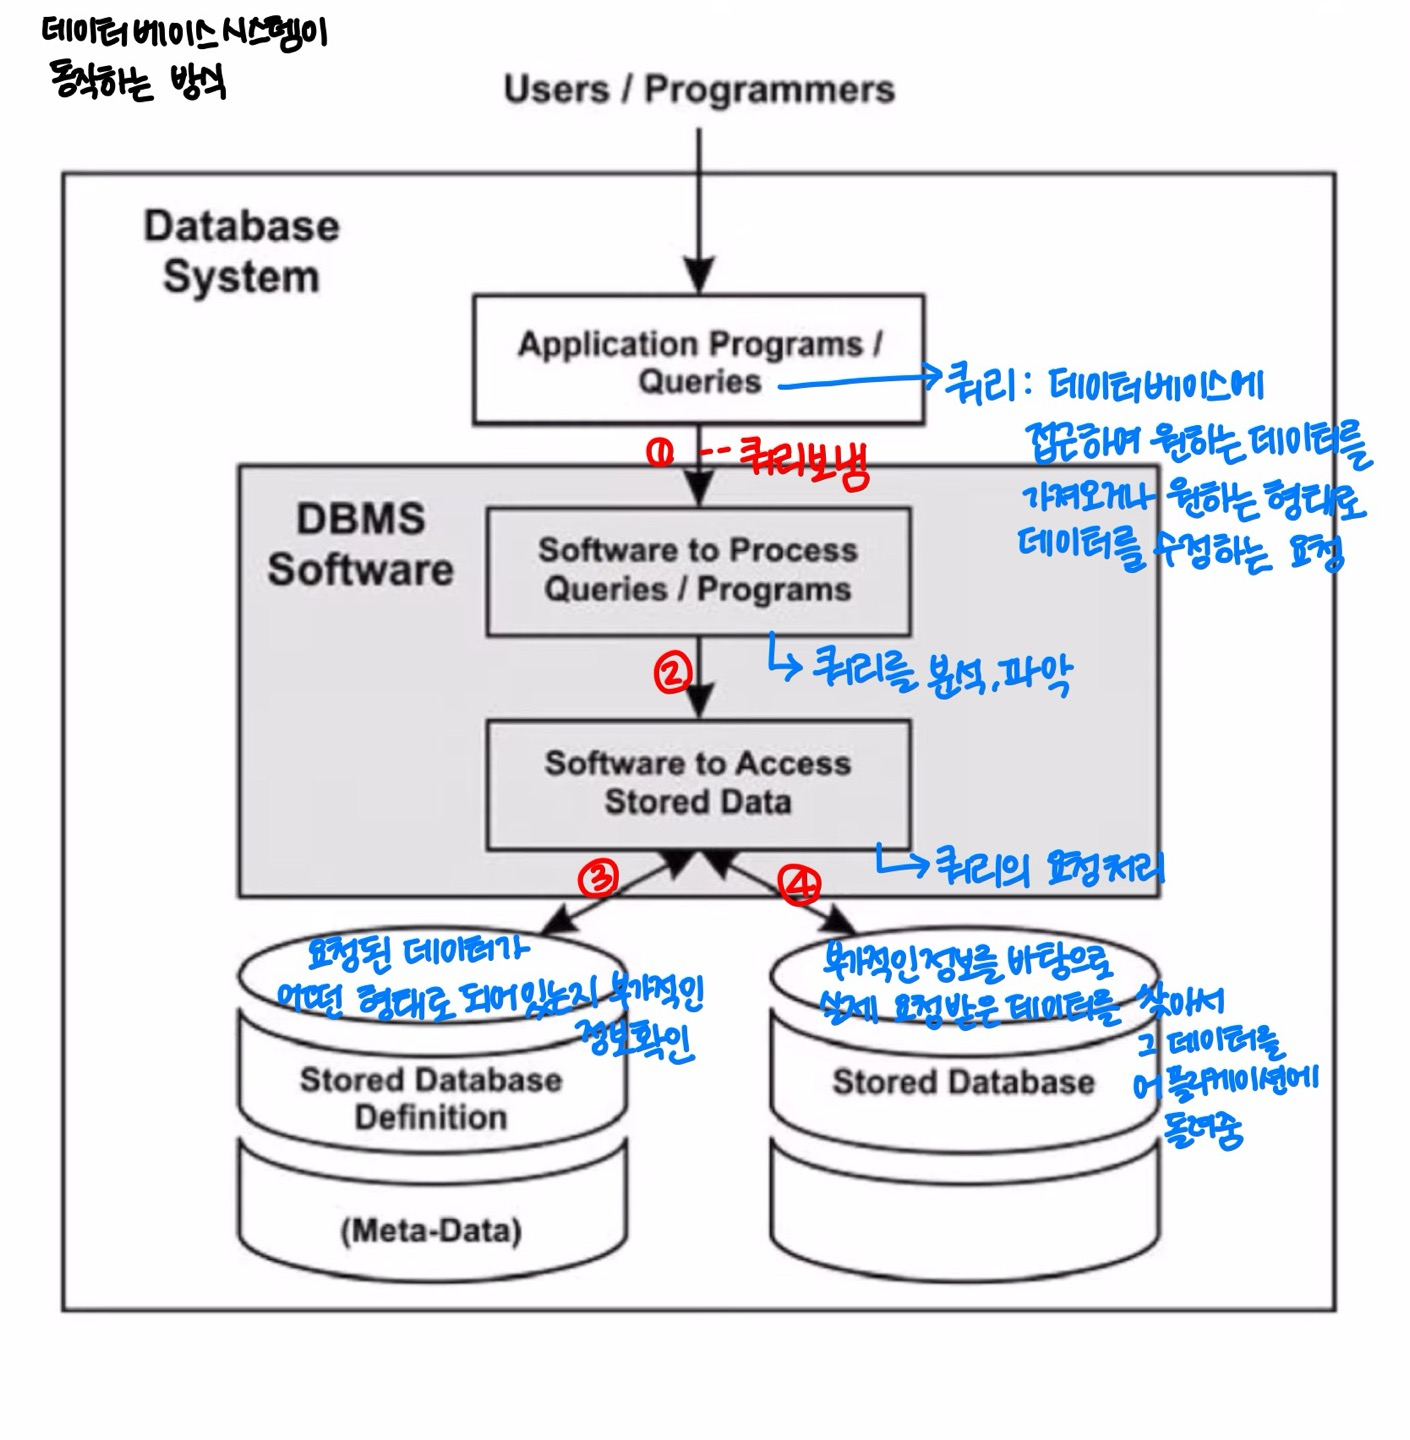 데이터베이스 시스템이
동작하는 방식
Users / Programmers
Database
System
Application Programs /
Queries
쿼리: 데이터베이스에
접근하여 원하는 데이터를
가져오거나 원하는 형태로
데이터를 수정하는 요청
① -- 쿼리보냄
DBMS
Software
Software to Process
Queries / Programs
쿼리를 분석, 파악
②
Software to Access
Stored Data
쿼리의 요청처리
③
④
요청된 데이터가
어떤 형태로 되어있는지 부가적인
정보확인
Stored Database
Definition
(Meta-Data)
부가적인정보를 바탕으로
실제 요청받은 데이터를 찾아서
그 데이터를
어플리케이션에
돌려줌
Stored Database